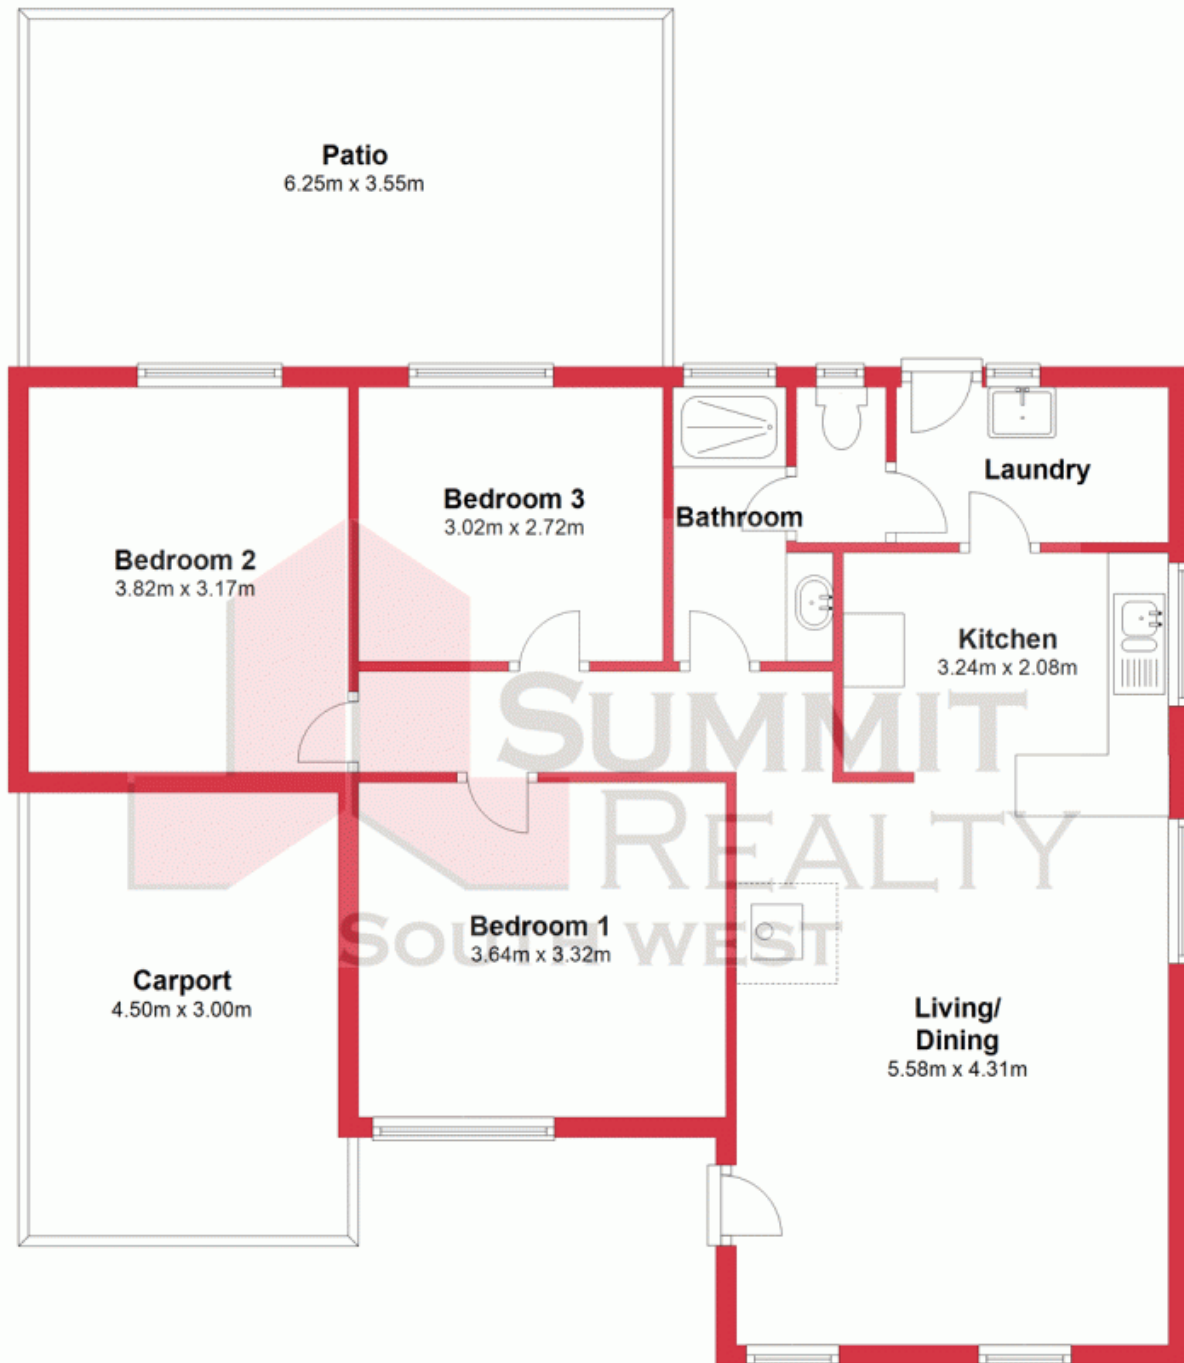 Patio
6.25m x 3.55m
Bedroom 3
3.02m x 2.72m
Bathroom
Laundry
Bedroom 2
3.82m x 3.17m
Kitchen
3.24m x 2.08m
SUMMIT
REALTY
SOUTH WEST
Bedroom 1
3.64m x 3.32m
Carport
4.50m x 3.00m
Living/
Dining
5.58m x 4.31m